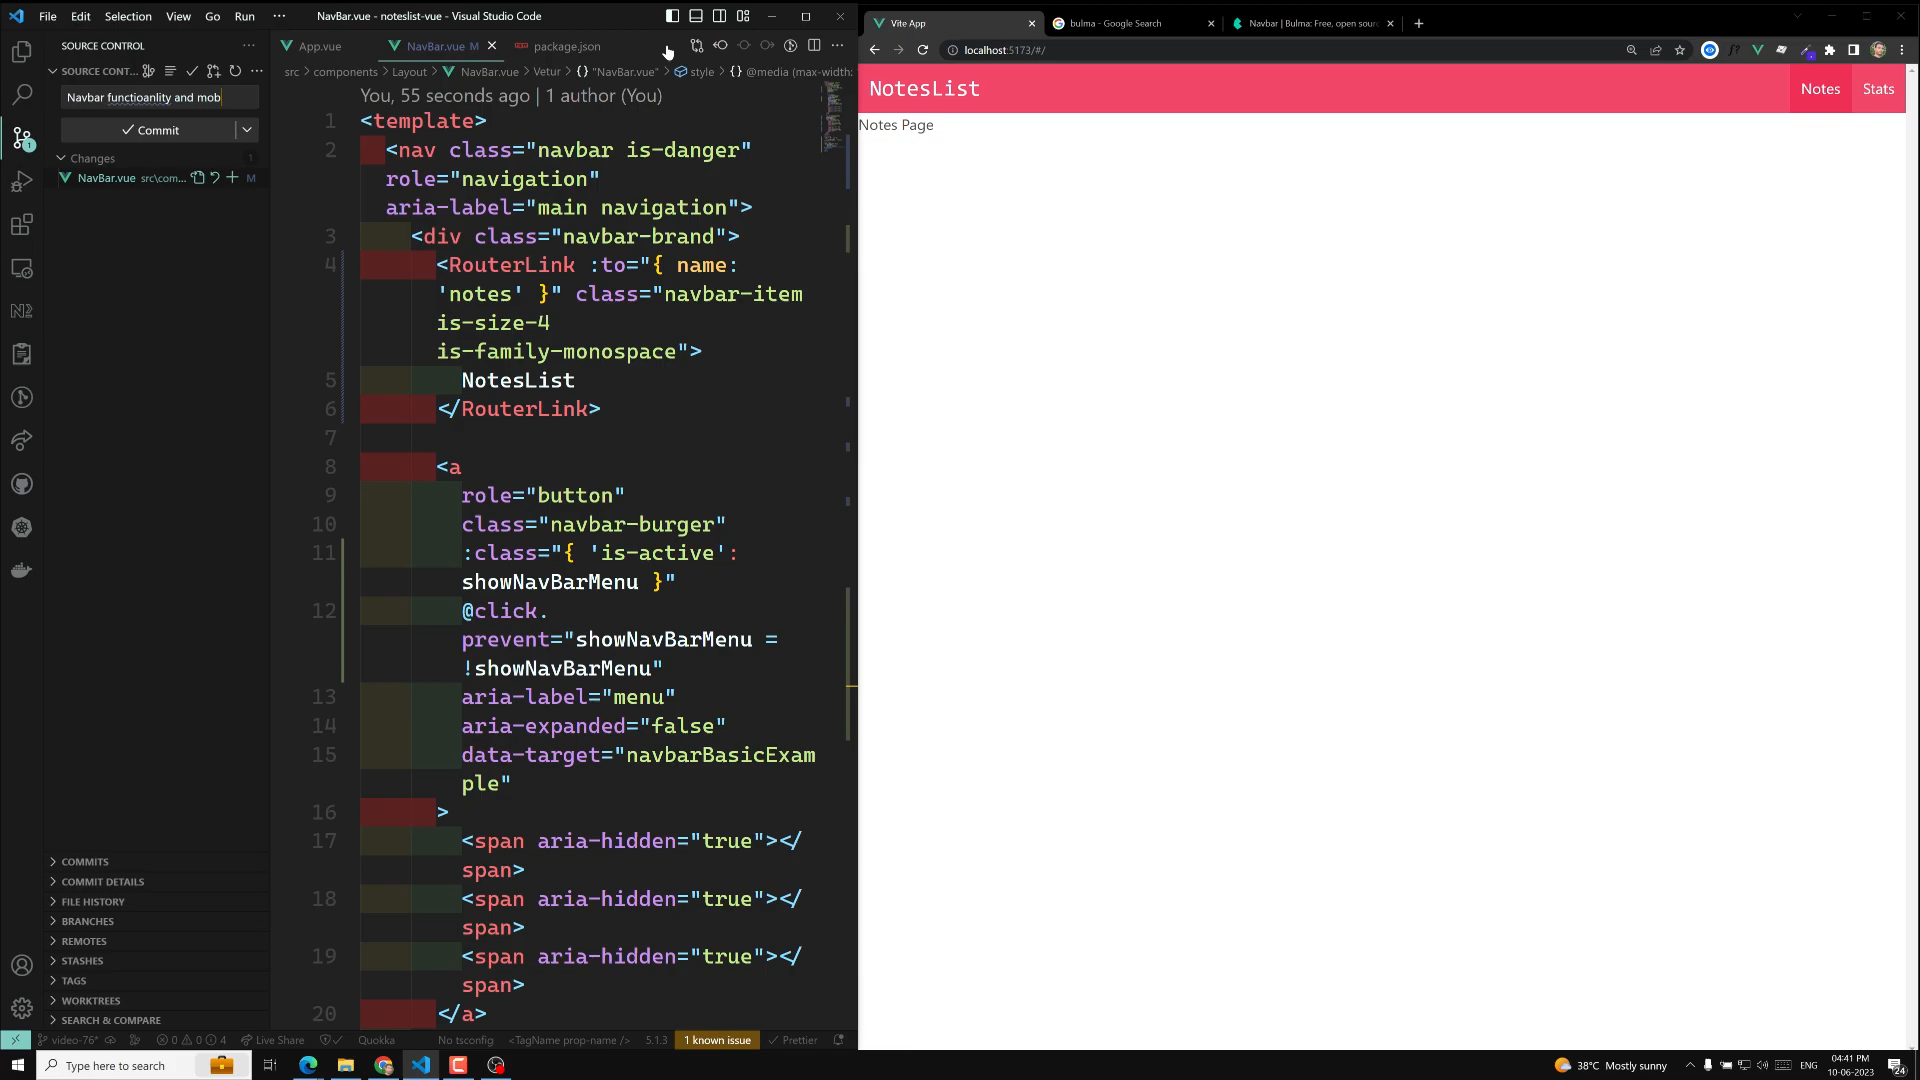 File Edit Selection View Go Run ··· NavBar.vue - noteslist-vue - Visual Studio Code
SOURCE CONTROL ···
App.vue NavBar.vue M package.json ···
SOURCE CONT... ···
src > components > Layout > NavBar.vue > Vetur > {} "NavBar.vue" > style > {} @media (max-width:
Navbar functioanlity and mob
Commit
Changes 1
NavBar.vue src\com... M
You, 55 seconds ago | 1 author (You)
1 <template>
2 <nav class="navbar is-danger"
role="navigation"
aria-label="main navigation">
3 <div class="navbar-brand">
4 <RouterLink :to="{ name:
'notes' }" class="navbar-item
is-size-4
is-family-monospace">
5 NotesList
6 </RouterLink>
7
8 <a
9 role="button"
10 class="navbar-burger"
11 :class="{ 'is-active':
showNavBarMenu }"
12 @click.
prevent="showNavBarMenu =
!showNavBarMenu"
13 aria-label="menu"
14 aria-expanded="false"
15 data-target="navbarBasicExam
ple"
16 >
17 <span aria-hidden="true"></
span>
18 <span aria-hidden="true"></
span>
19 <span aria-hidden="true"></
span>
20 </a>
COMMITS
COMMIT DETAILS
FILE HISTORY
BRANCHES
REMOTES
STASHES
TAGS
WORKTREES
SEARCH & COMPARE
video-76* 0 0 4 Live Share Quokka No tsconfig <TagName prop-name /> 5.1.3 1 known issue Prettier
Vite App bulma - Google Search Navbar | Bulma: Free, open sour
localhost:5173/#/
NotesList Notes Stats
Notes Page
Type here to search 38°C Mostly sunny ENG 04:41 PM
10-06-2023 24